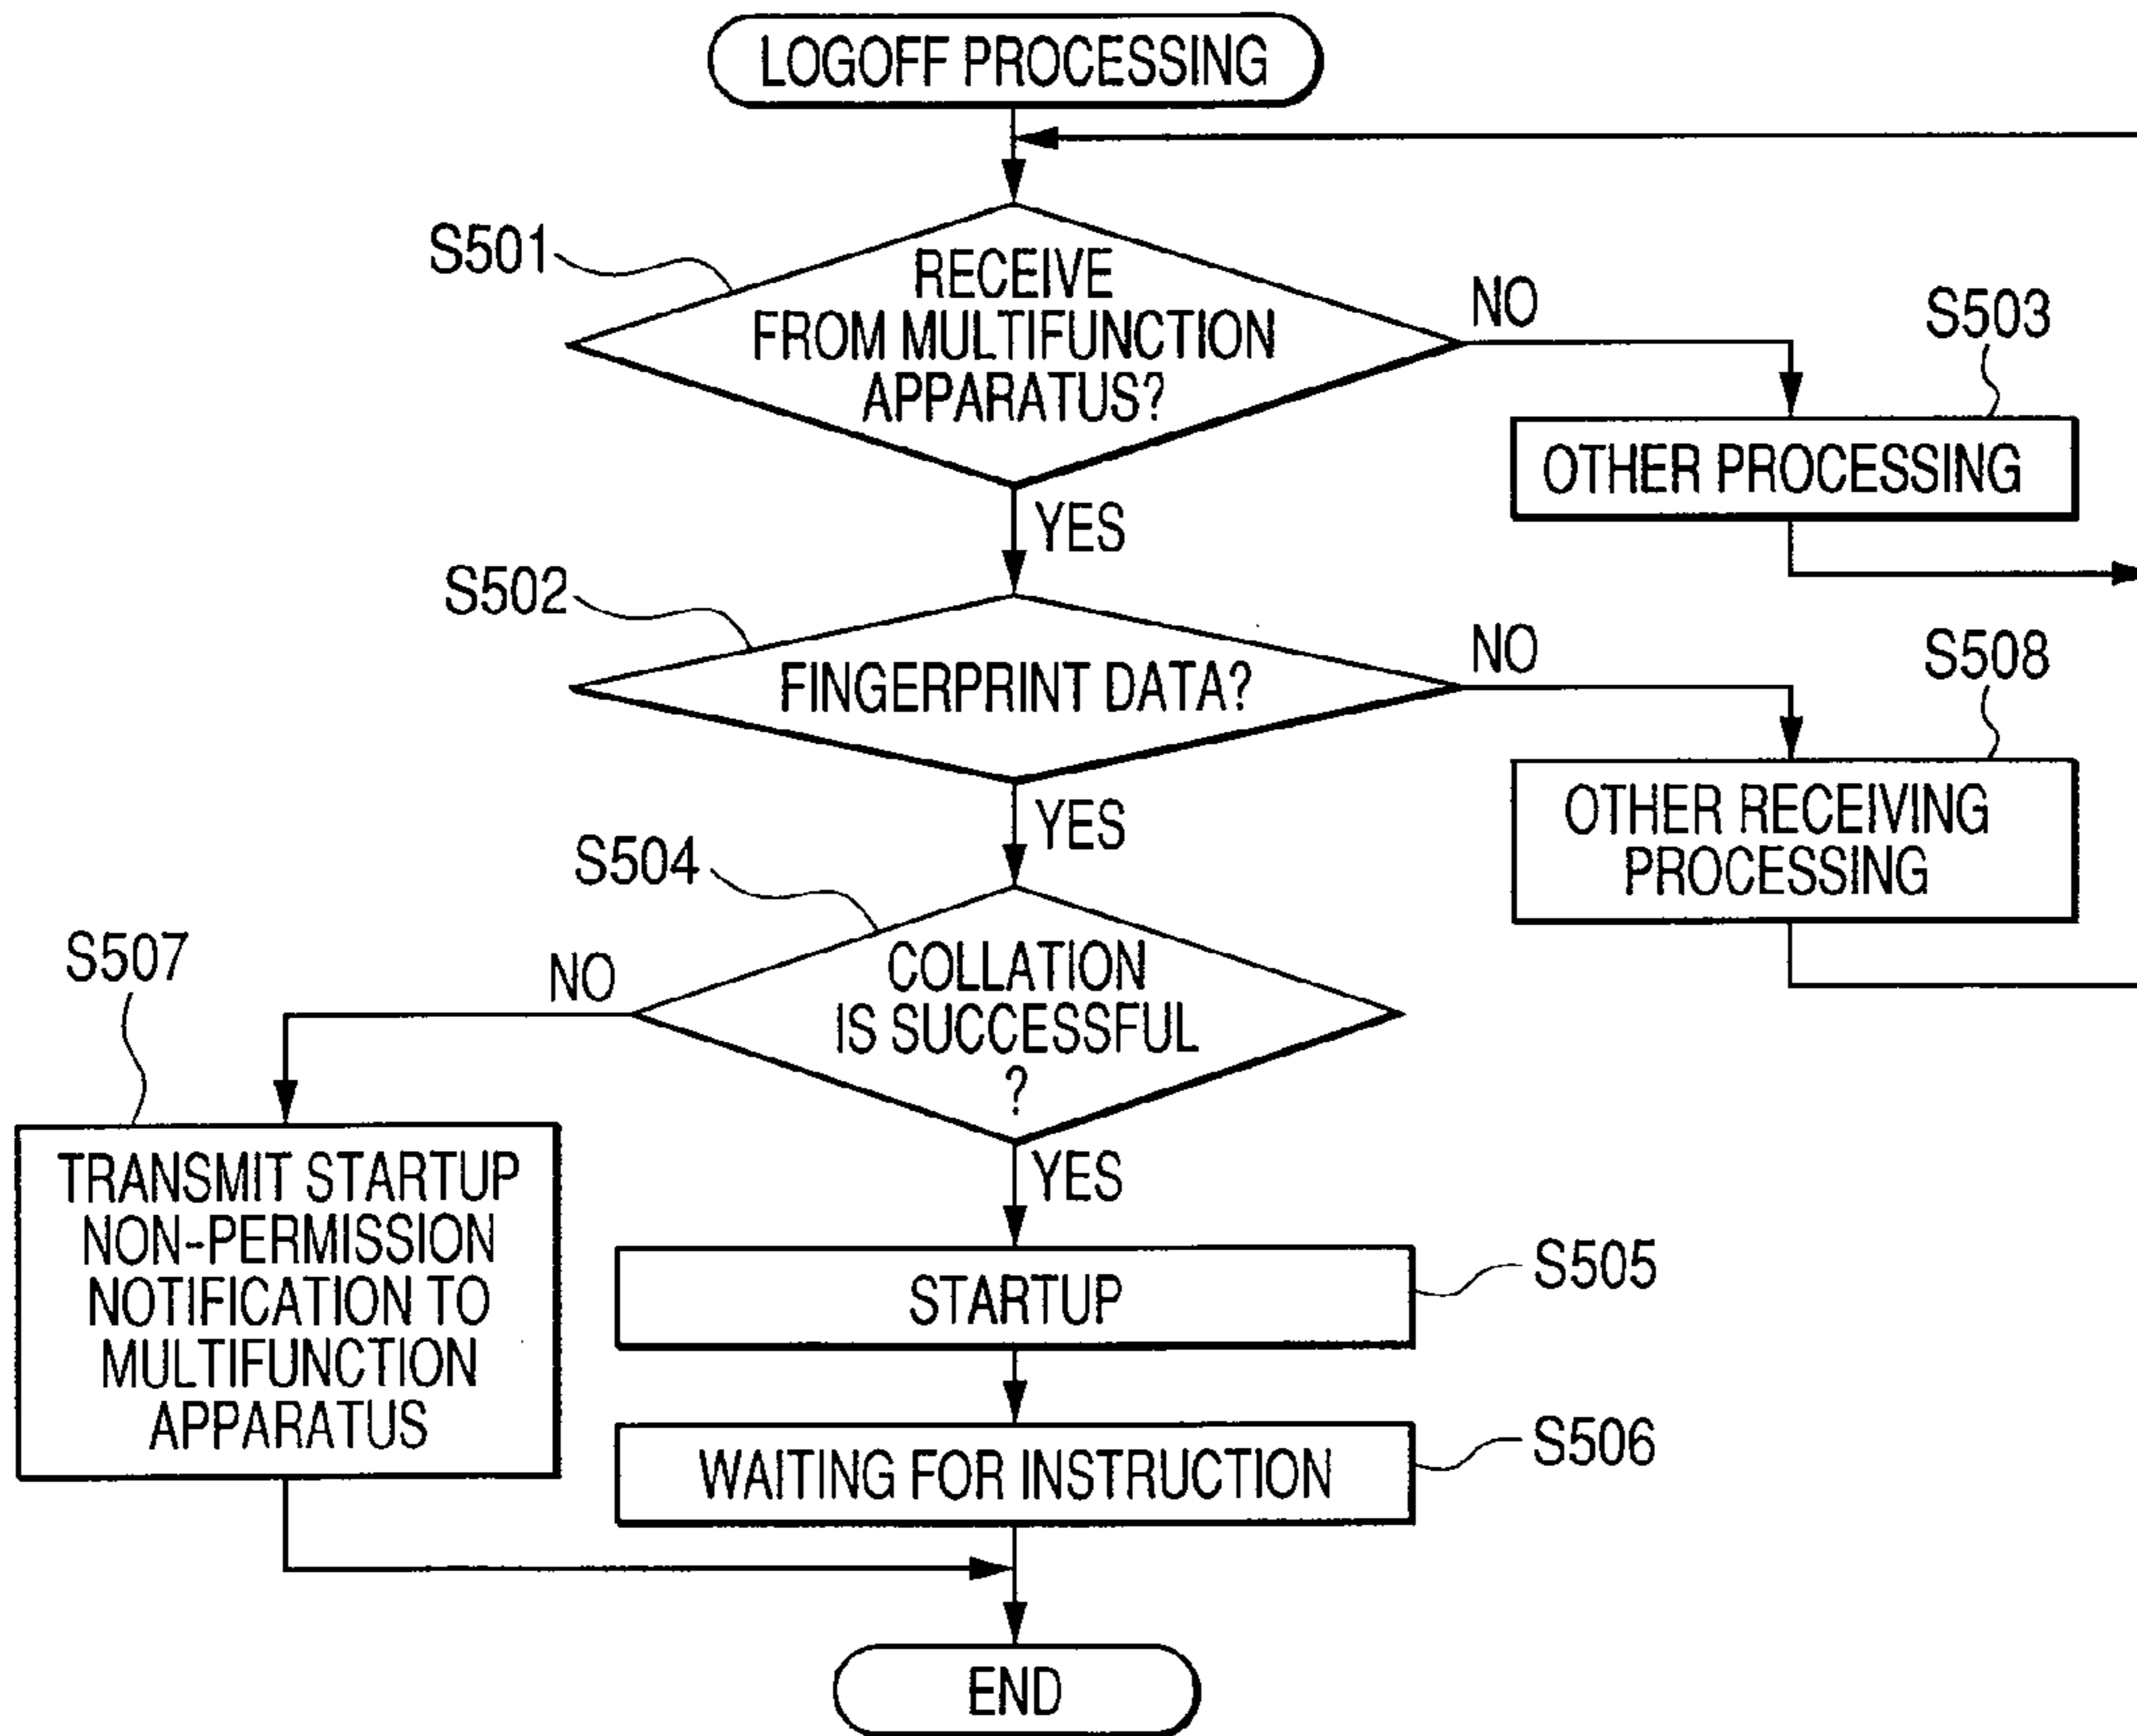 LOGOFF PROCESSING
S501
RECEIVE
FROM MULTIFUNCTION
APPARATUS?
NO
S503
OTHER PROCESSING
YES
S502
FINGERPRINT DATA?
NO
S508
OTHER RECEIVING
PROCESSING
YES
S504
COLLATION
IS SUCCESSFUL
?
NO
S507
TRANSMIT STARTUP
NON-PERMISSION
NOTIFICATION TO
MULTIFUNCTION
APPARATUS
YES
STARTUP
S505
WAITING FOR INSTRUCTION
S506
END